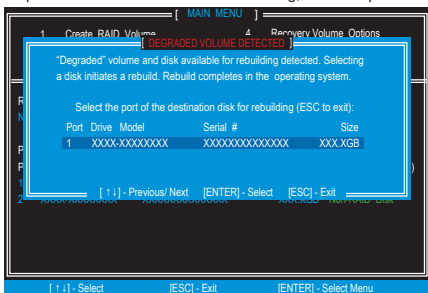 [ MAIN MENU ]
1 Create RAID Volume 4 Recovery Volume Options
[ DEGRADED VOLUME DETECTED ]
"Degraded" volume and disk available for rebuilding detected. Selecting
a disk initiates a rebuild. Rebuild completes in the operating system.
Select the port of the destination disk for rebuilding (ESC to exit):
Port Drive Model Serial # Size
1 XXXX-XXXXXXXX XXXXXXXXXXXXXX XXX.XGB
[ ↑↓] - Previous/ Next [ENTER] - Select [ESC] - Exit
2 Non-RAID Disk
[ ↑↓] - Select [ESC] - Exit [ENTER] - Select Menu